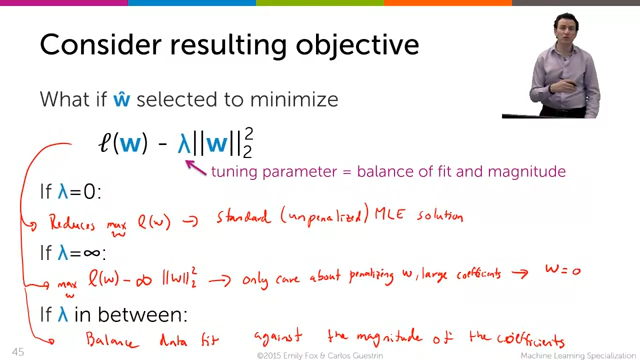 Consider resulting objective
What if ŵ selected to minimize
ℓ(w) - λ||w||₂²
tuning parameter = balance of fit and magnitude
If λ=0:
Reduces max_w ℓ(w) → standard (unpenalized) MLE solution
If λ=∞:
max_w ℓ(w) - ∞ ||w||₂² → only care about penalizing w, large coefficients → w=0
If λ in between:
Balance data fit against the magnitude of the coefficients
45
©2015 Emily Fox & Carlos Guestrin
Machine Learning Specialization